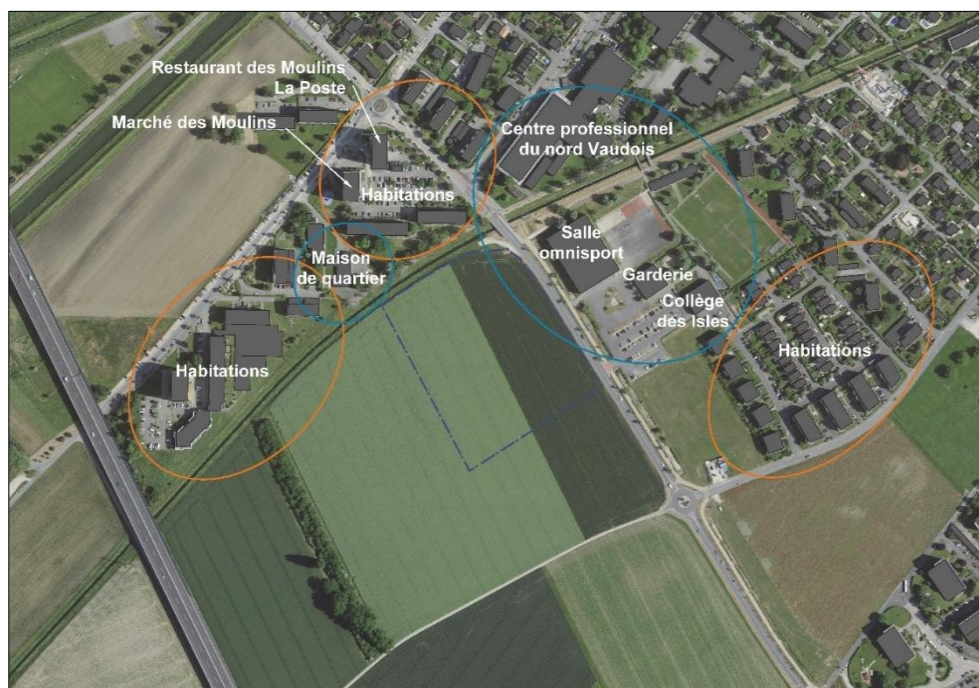 Restaurant des Moulins
La Poste
Marché des Moulins
Habitations
Centre professionnel
du nord Vaudois
Salle
omnisport
Garderie
Collège
des Isles
Maison
de quartier
Habitations
Habitations